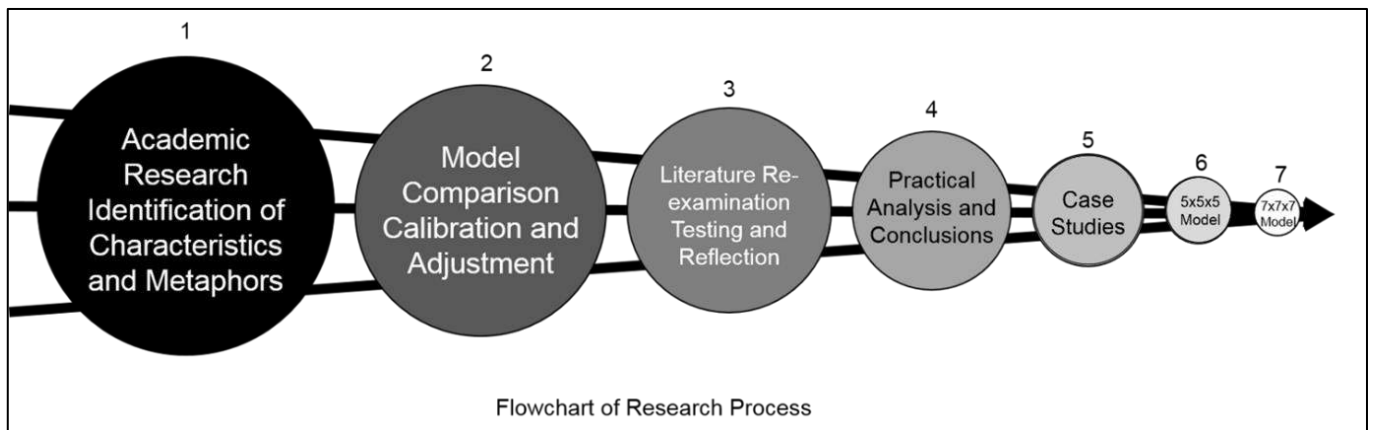 1
Academic
Research
Identification of
Characteristics
and Metaphors
2
Model
Comparison
Calibration and
Adjustment
3
Literature Re-
examination
Testing and
Reflection
4
Practical
Analysis and
Conclusions
5
Case
Studies
6
5x5x5
Model
7
7x7x7
Model
Flowchart of Research Process